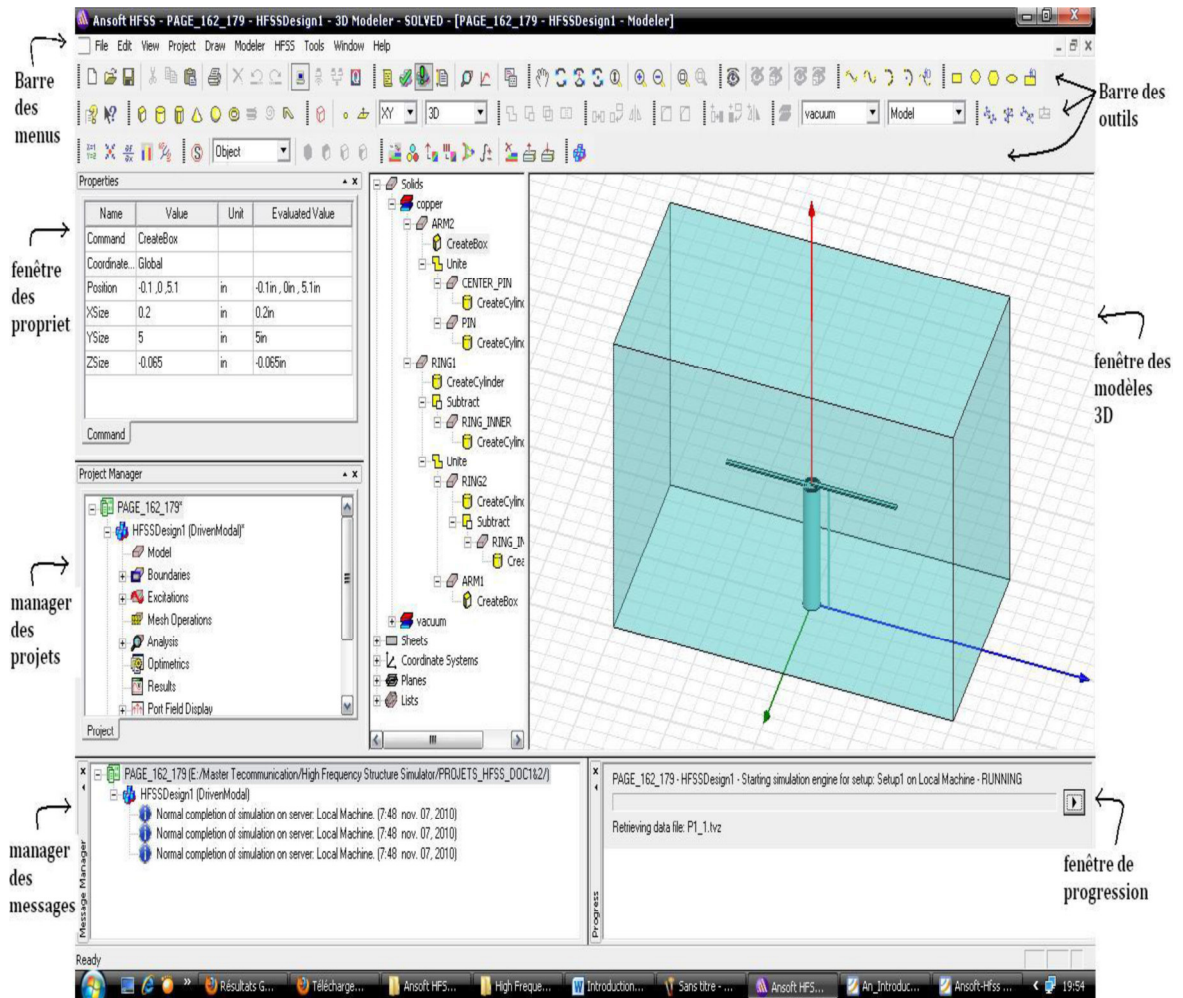 Ansoft HFSS - PAGE_162_179 - HFSSDesign1 - 3D Modeler - SOLVED - [PAGE_162_179 - HFSSDesign1 - Modeler]
File Edit View Project Draw Modeler HFSS Tools Window Help
Barre
des
menus
XY
3D
vacuum
Model
Object
Barre des
outils
Properties
Name Value Unit Evaluated Value
Command CreateBox
Coordinate... Global
Position -0.1 ,0 ,5.1 in -0.1in , 0in , 5.1in
XSize 0.2 in 0.2in
YSize 5 in 5in
ZSize -0.065 in -0.065in
Command
fenêtre
des
propriet
Solids
copper
ARM2
CreateBox
Unite
CENTER_PIN
CreateCylind
PIN
CreateCylind
RING1
CreateCylinder
Subtract
RING_INNER
CreateCylind
Unite
RING2
CreateCylin
Subtract
RING_IN
Crea
ARM1
CreateBox
vacuum
Sheets
Coordinate Systems
Planes
Lists
fenêtre des
modèles
3D
Project Manager
PAGE_162_179*
HFSSDesign1 (DrivenModal)*
Model
Boundaries
Excitations
Mesh Operations
Analysis
Optimetrics
Results
Port Field Display
Project
manager
des
projets
Message Manager
PAGE_162_179 (E:/Master Tecommunication/High Frequency Structure Simulator/PROJETS_HFSS_DOC1&2/)
HFSSDesign1 (DrivenModal)
Normal completion of simulation on server: Local Machine. (7:48 nov. 07, 2010)
Normal completion of simulation on server: Local Machine. (7:48 nov. 07, 2010)
Normal completion of simulation on server: Local Machine. (7:48 nov. 07, 2010)
manager
des
messages
Progress
PAGE_162_179 - HFSSDesign1 - Starting simulation engine for setup: Setup1 on Local Machine - RUNNING
Retrieving data file: P1_1.tvz
fenêtre de
progression
Ready
Résultats G... Télécharge... Ansoft HFS... High Freque... Introduction... Sans titre - ... Ansoft HFS... An_Introduc... Ansoft-Hfss ... 19:54